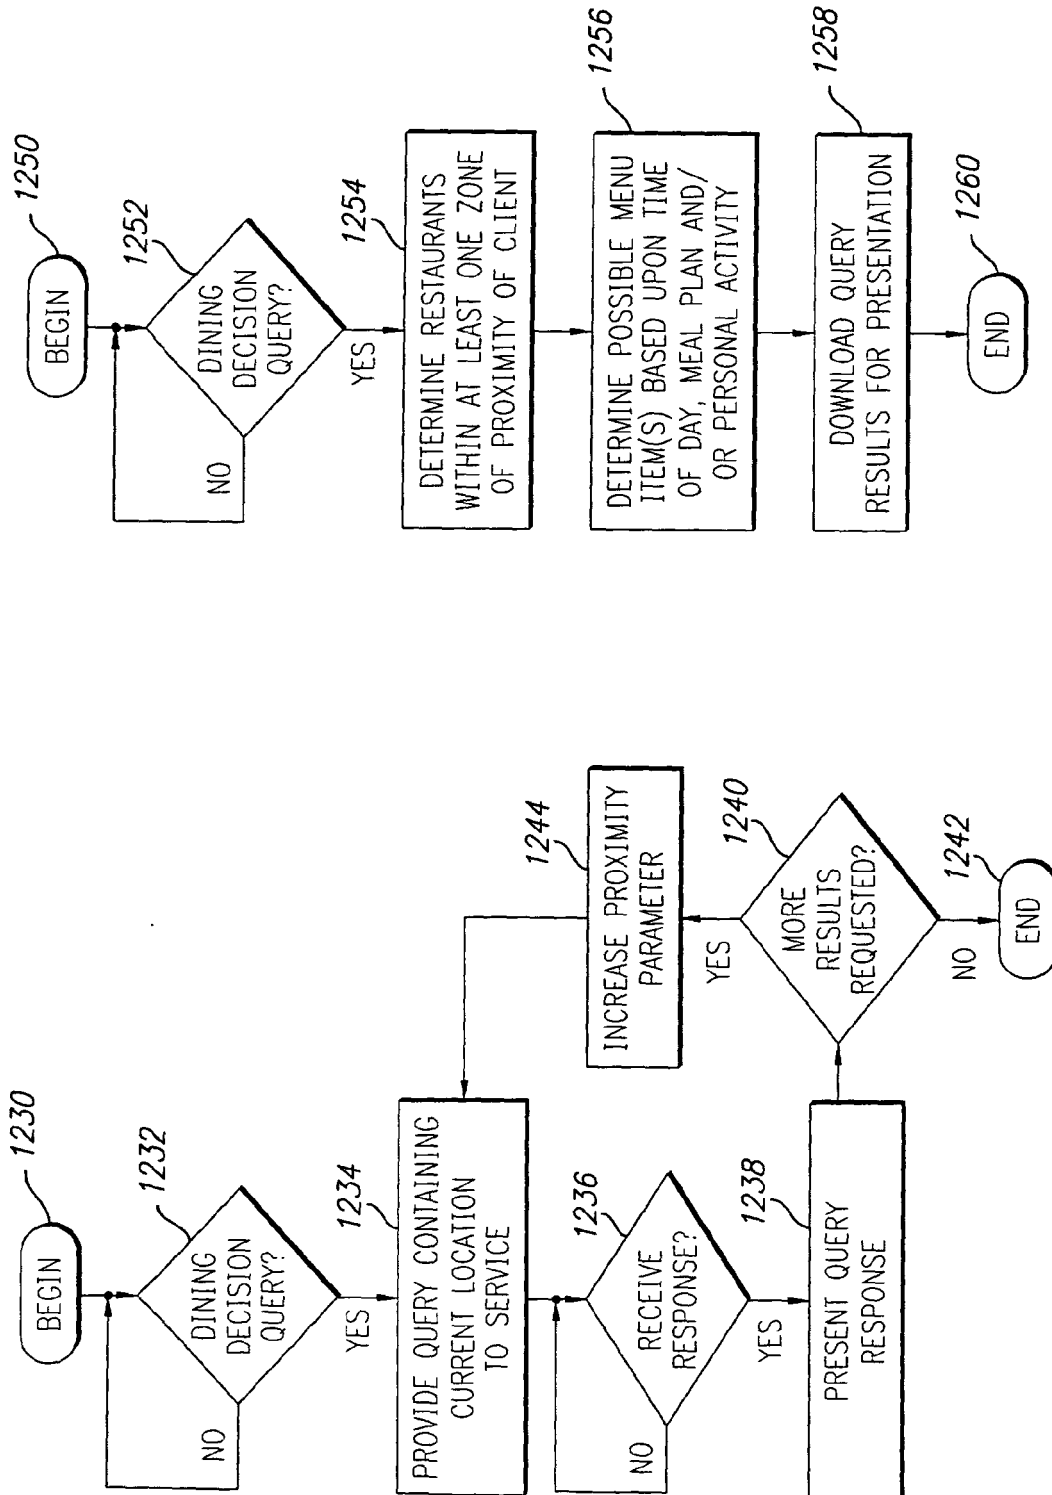 1230
BEGIN
1232
DINING
DECISION
QUERY?
NO
YES
1234
PROVIDE QUERY CONTAINING
CURRENT LOCATION
TO SERVICE
1236
RECEIVE
RESPONSE?
NO
YES
1238
PRESENT QUERY
RESPONSE
1240
MORE
RESULTS
REQUESTED?
YES
NO
1244
INCREASE PROXIMITY
PARAMETER
1242
END
1250
BEGIN
1252
DINING
DECISION
QUERY?
NO
YES
1254
DETERMINE RESTAURANTS
WITHIN AT LEAST ONE ZONE
OF PROXIMITY OF CLIENT
1256
DETERMINE POSSIBLE MENU
ITEM(S) BASED UPON TIME
OF DAY, MEAL PLAN AND/
OR PERSONAL ACTIVITY
1258
DOWNLOAD QUERY
RESULTS FOR PRESENTATION
1260
END